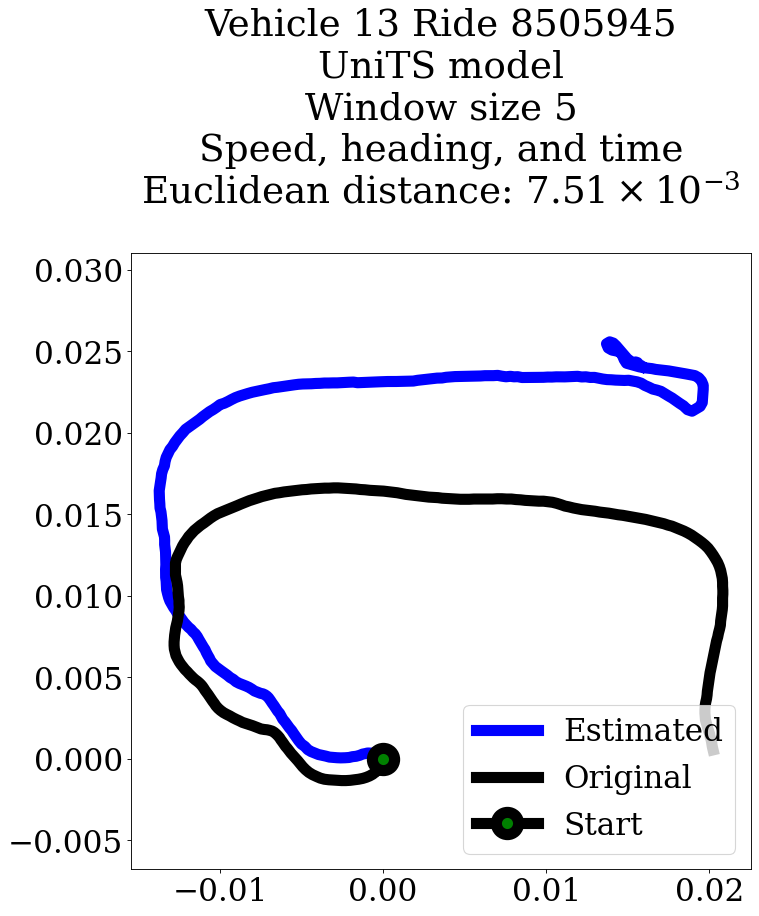 Vehicle 13 Ride 8505945
UniTS model
Window size 5
Speed, heading, and time
Euclidean distance: 7.51 × 10⁻³
0.030
0.025
0.020
0.015
0.010
0.005
0.000
−0.005
Estimated
Original
Start
−0.01
0.00
0.01
0.02